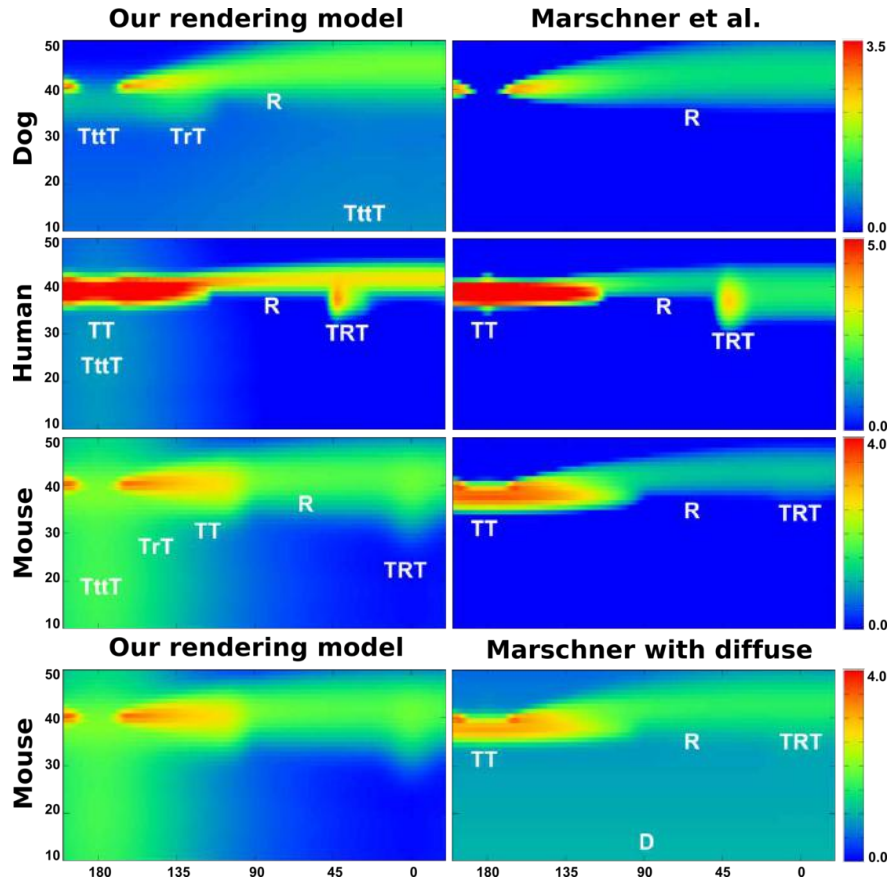 Our rendering model Marschner et al.
Dog
50
40
30
20
10
TttT TrT R
TttT
R
3.5
0.0
Human
50
40
30
20
10
TT R TRT
TttT
TT R TRT
5.0
0.0
Mouse
50
40
30
20
10
TrT TT R TRT
TttT
TT R TRT
4.0
0.0
Our rendering model Marschner with diffuse
Mouse
50
40
30
20
10
TT R TRT
D
4.0
0.0
180 135 90 45 0 180 135 90 45 0